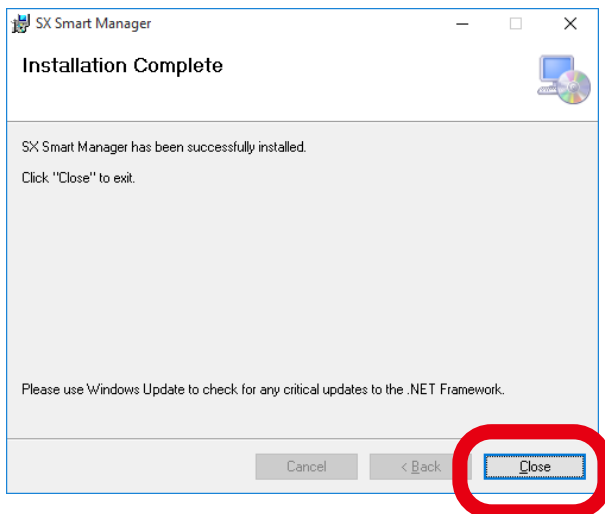 SX Smart Manager
Installation Complete
SX Smart Manager has been successfully installed.
Click "Close" to exit.
Please use Windows Update to check for any critical updates to the .NET Framework.
Cancel
< Back
Close